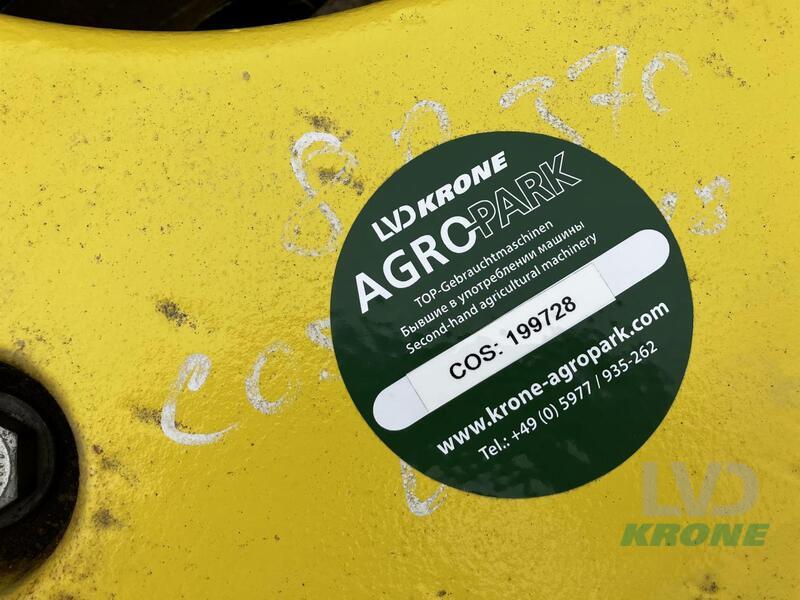 LVD KRONE
AGROPARK
TOP-Gebrauchtmaschinen
Бывшие в употреблении машины
Second-hand agricultural machinery
COS: 199728
www.krone-agropark.com
Tel.: +49 (0) 5977 / 935-262
LVD
KRONE